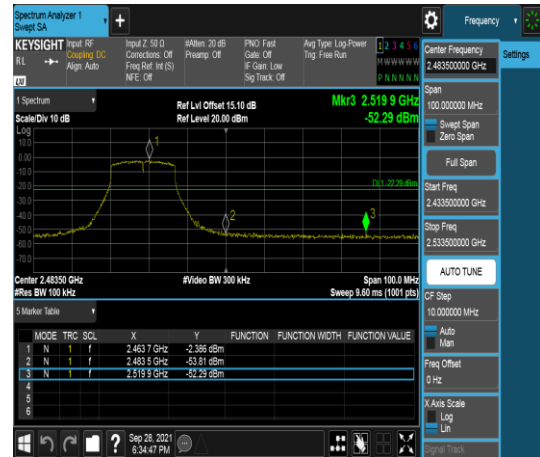 Spectrum Analyzer 1
Swept SA
+
Frequency
KEYSIGHT
RL
LXI
Input: RF
Coupling: DC
Align: Auto
Input Z: 50 Ω
Corrections: Off
Freq Ref: Int (S)
NFE: Off
#Atten: 20 dB
Preamp: Off
PNO: Fast
Gate: Off
IF Gain: Low
Sig Track: Off
Avg Type: Log-Power
Trig: Free Run
1 2 3 4 5 6
M W W W W W
P N N N N N
1 Spectrum
Scale/Div 10 dB
Ref Lvl Offset 15.10 dB
Ref Level 20.00 dBm
Mkr3 2.519 9 GHz
-52.29 dBm
Log
10.0
0.00
-10.0
-20.0
-30.0
-40.0
-50.0
-60.0
-70.0
1
2
3
DL1 -22.29 dBm
Center 2.48350 GHz
#Res BW 100 kHz
#Video BW 300 kHz
Span 100.0 MHz
Sweep 9.60 ms (1001 pts)
5 Marker Table
MODE TRC SCL X Y FUNCTION FUNCTION WIDTH FUNCTION VALUE
1 N 1 f 2.463 7 GHz -2.386 dBm
2 N 1 f 2.483 5 GHz -53.81 dBm
3 N 1 f 2.519 9 GHz -52.29 dBm
4
5
6
Sep 28, 2021
6:34:47 PM
?
Center Frequency
2.483500000 GHz
Span
100.000000 MHz
Swept Span
Zero Span
Full Span
Start Freq
2.433500000 GHz
Stop Freq
2.533500000 GHz
AUTO TUNE
CF Step
10.000000 MHz
Auto
Man
Freq Offset
0 Hz
X Axis Scale
Log
Lin
Signal Track
Settings